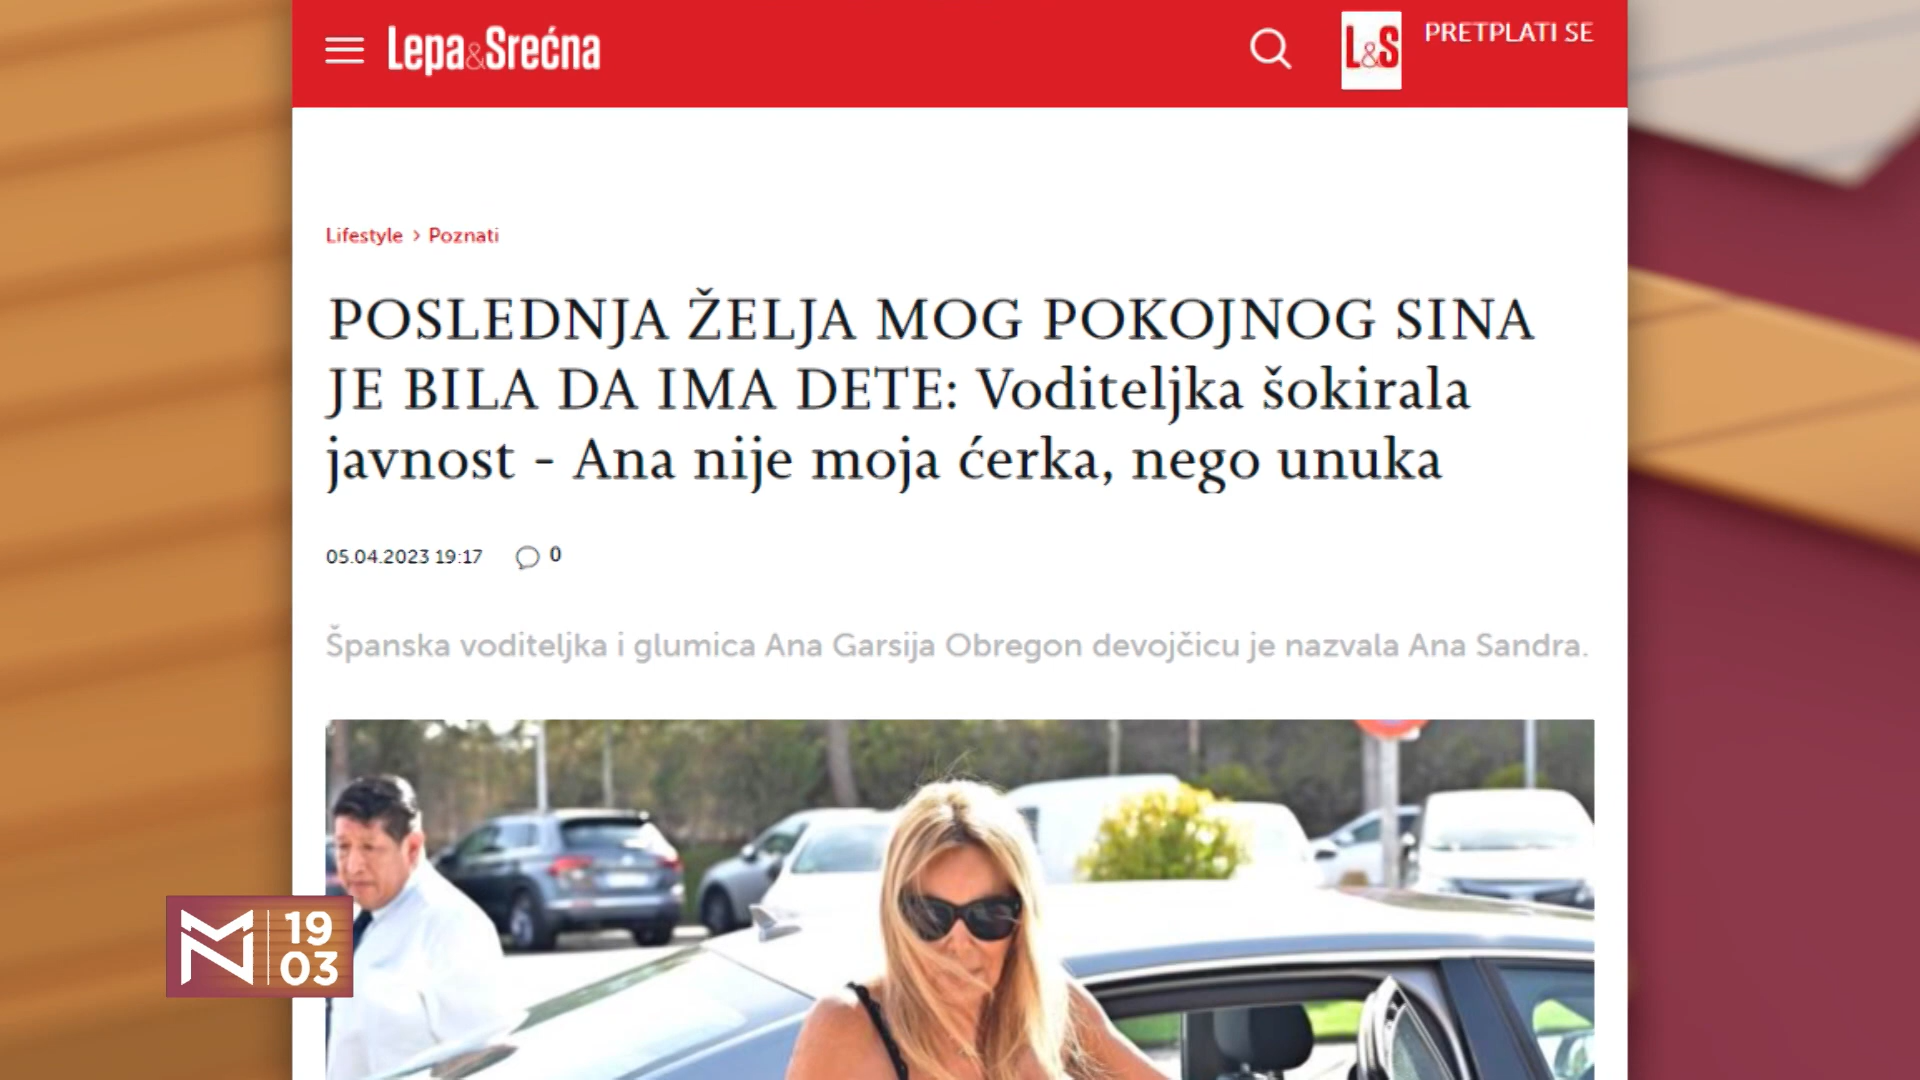 Lepa&Srećna
L&S
PRETPLATI SE
Lifestyle > Poznati
POSLEDNJA ŽELJA MOG POKOJNOG SINA
JE BILA DA IMA DETE: Voditeljka šokirala
javnost - Ana nije moja ćerka, nego unuka
05.04.2023 19:17 0
Španska voditeljka i glumica Ana Garsija Obregon devojčicu je nazvala Ana Sandra.
19
03